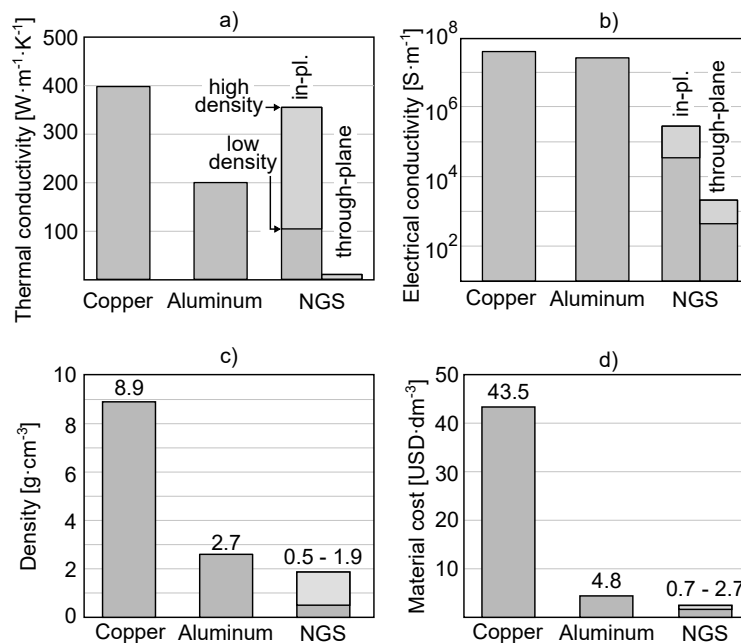 a)
Thermal conductivity [W·m⁻¹·K⁻¹]
500
400
300
200
100
high
density
low
density
in-pl.
through-plane
Copper
Aluminum
NGS
b)
Electrical conductivity [S·m⁻¹]
10⁸
10⁶
10⁴
10²
in-pl.
through-plane
Copper
Aluminum
NGS
c)
Density [g·cm⁻³]
10
8
6
4
2
0
8.9
2.7
0.5 - 1.9
Copper
Aluminum
NGS
d)
Material cost [USD·dm⁻³]
50
40
30
20
10
43.5
4.8
0.7 - 2.7
Copper
Aluminum
NGS